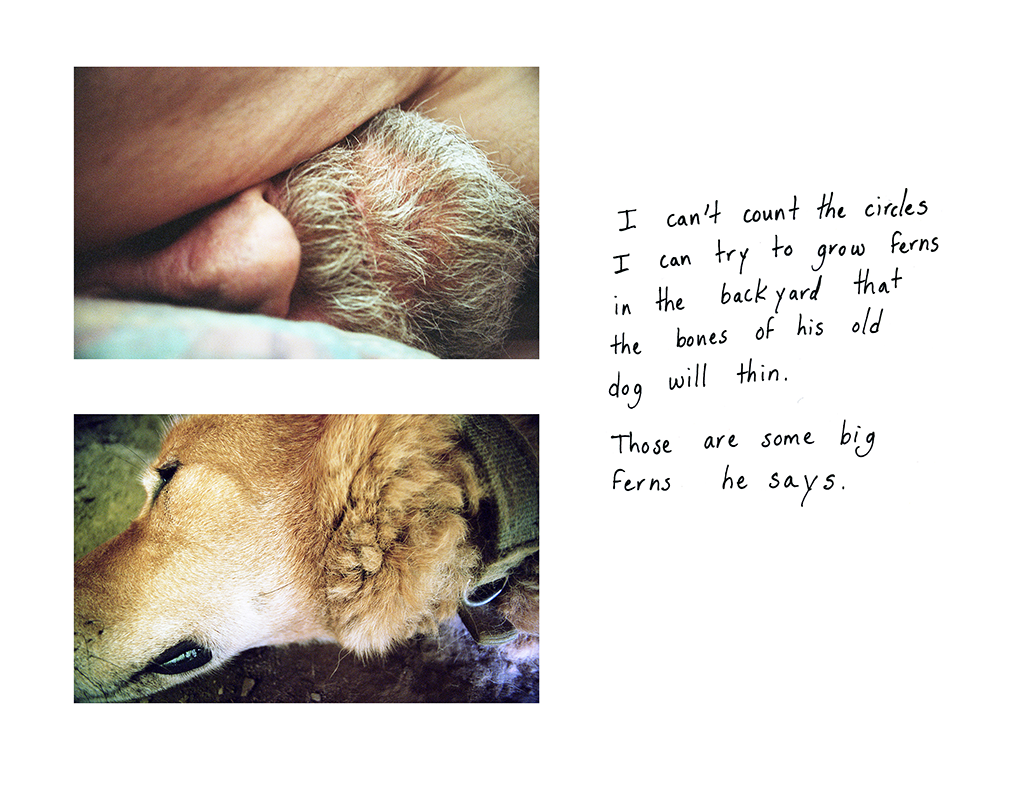 I can't count the circles
I can try to grow ferns
in the backyard that
the bones of his old
dog will thin.
Those are some big
ferns he says.